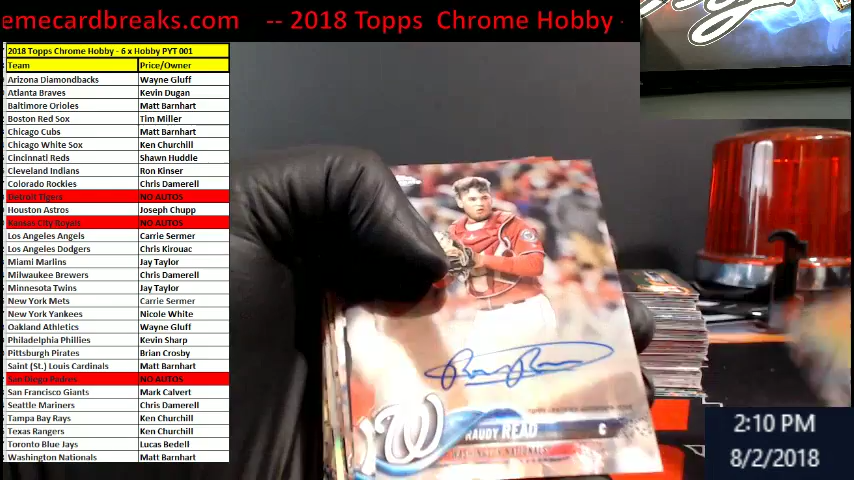 emecardbreaks.com -- 2018 Topps Chrome Hobby -
2018 Topps Chrome Hobby - 6 x Hobby PYT 001
Team Price/Owner
Arizona Diamondbacks Wayne Gluff
Atlanta Braves Kevin Dugan
Baltimore Orioles Matt Barnhart
Boston Red Sox Tim Miller
Chicago Cubs Matt Barnhart
Chicago White Sox Ken Churchill
Cincinnati Reds Shawn Huddle
Cleveland Indians Ron Kinser
Colorado Rockies Chris Damerell
Detroit Tigers NO AUTOS
Houston Astros Joseph Chupp
Kansas City Royals NO AUTOS
Los Angeles Angels Carrie Sermer
Los Angeles Dodgers Chris Kirouac
Miami Marlins Jay Taylor
Milwaukee Brewers Chris Damerell
Minnesota Twins Jay Taylor
New York Mets Carrie Sermer
New York Yankees Nicole White
Oakland Athletics Wayne Gluff
Philadelphia Phillies Kevin Sharp
Pittsburgh Pirates Brian Crosby
Saint (St.) Louis Cardinals Matt Barnhart
San Diego Padres NO AUTOS
San Francisco Giants Mark Calvert
Seattle Mariners Chris Damerell
Tampa Bay Rays Ken Churchill
Texas Rangers Ken Churchill
Toronto Blue Jays Lucas Bedell
Washington Nationals Matt Barnhart
W
RAUDY READ C
WASHINGTON NATIONALS
2:10 PM
8/2/2018